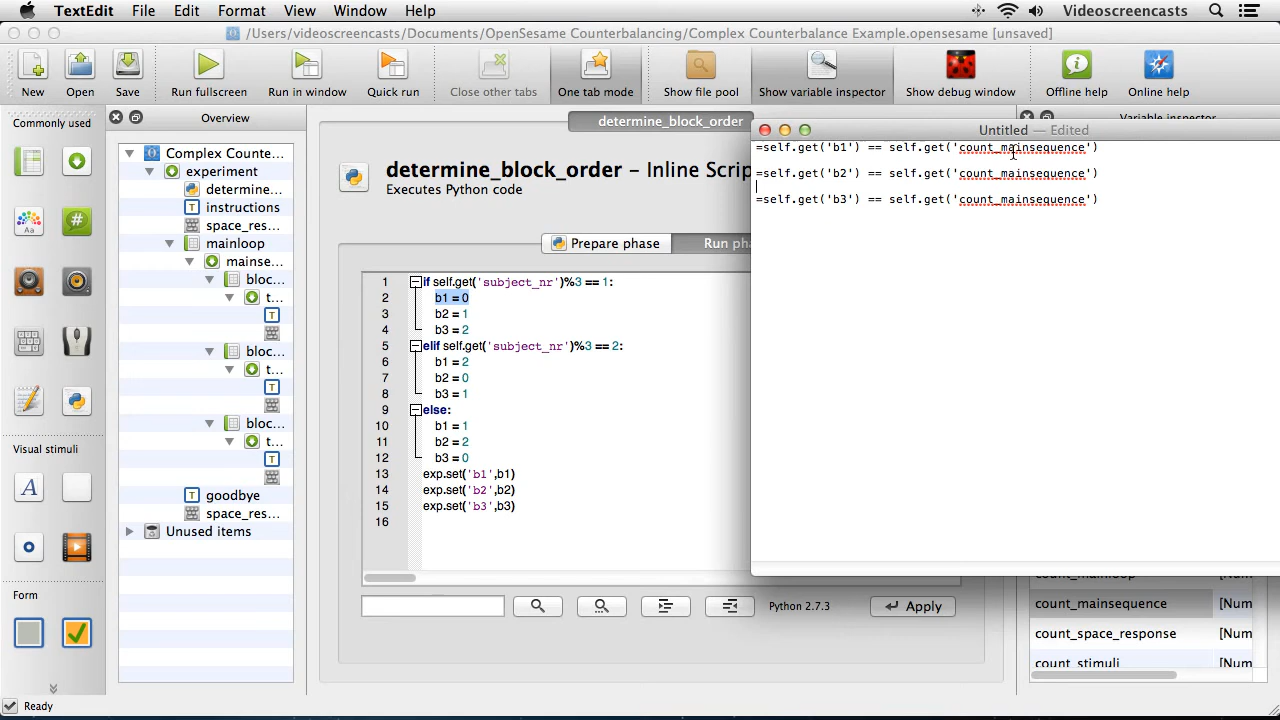 TextEdit File Edit Format View Window Help Videoscreencasts
/Users/videoscreencasts/Documents/OpenSesame Counterbalancing/Complex Counterbalance Example.opensesame [unsaved]
New Open Save Run fullscreen Run in window Quick run Close other tabs One tab mode Show file pool Show variable inspector Show debug window Offline help Online help
Commonly used
Overview
determine_block_order
Variable inspector
Untitled — Edited
=self.get('b1') == self.get('count_mainsequence')
=self.get('b2') == self.get('count_mainsequence')
=self.get('b3') == self.get('count_mainsequence')
Complex Counte...
experiment
determine...
instructions
space_res...
mainloop
mainse...
bloc...
t...
T
bloc...
t...
T
bloc...
t...
T
goodbye
space_res...
Unused items
Aa
Visual stimuli
A
Form
determine_block_order – Inline Scrip
Executes Python code
Prepare phase Run pha
1 if self.get('subject_nr')%3 == 1:
2 b1 = 0
3 b2 = 1
4 b3 = 2
5 elif self.get('subject_nr')%3 == 2:
6 b1 = 2
7 b2 = 0
8 b3 = 1
9 else:
10 b1 = 1
11 b2 = 2
12 b3 = 0
13 exp.set('b1',b1)
14 exp.set('b2',b2)
15 exp.set('b3',b3)
16
Python 2.7.3 Apply
count_mainloop
count_mainsequence [Num
count_space_response [Num
count_stimuli [Num
Ready